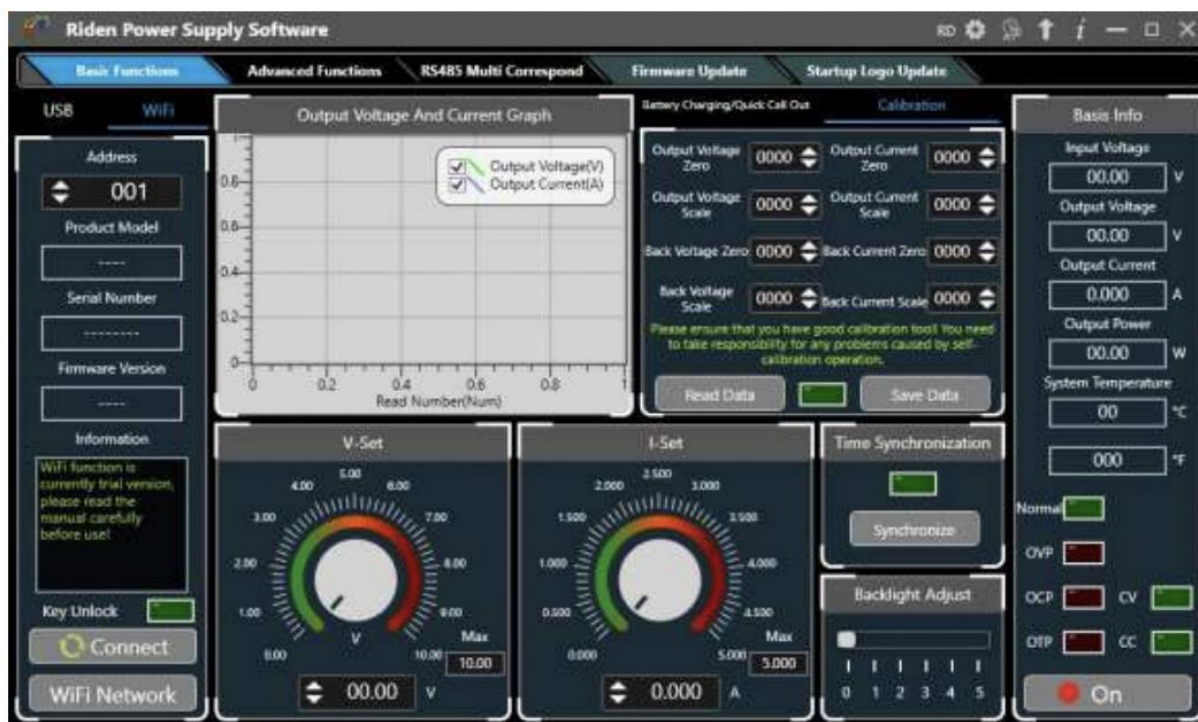 Riden Power Supply Software
RD
Basic Functions
Advanced Functions
RS485 Multi Correspond
Firmware Update
Startup Logo Update
USB
WiFi
Address
001
Product Model
----
Serial Number
--------
Firmware Version
----
Information
WiFi function is
currently trial version,
please read the
manual carefully
before use!
Key Unlock
Connect
WiFi Network
Output Voltage And Current Graph
Output Voltage(V)
Output Current(A)
1
0.8
0.6
0.4
0.2
0
0 0.2 0.4 0.6 0.8 1
Read Number(Num)
Battery Charging/Quick Call Out
Calibration
Output Voltage
Zero
0000
Output Current
Zero
0000
Output Voltage
Scale
0000
Output Current
Scale
0000
Back Voltage Zero
0000
Back Current Zero
0000
Back Voltage
Scale
0000
Back Current Scale
0000
Please ensure that you have good calibration tool! You need
to take responsibility for any problems caused by self-
calibration operation.
Read Data
Save Data
V-Set
0.00
1.00
2.00
3.00
4.00
5.00
6.00
7.00
8.00
9.00
10.00
V
Max
10.00
00.00 V
I-Set
0.000
0.500
1.000
1.500
2.000
2.500
3.000
3.500
4.000
4.500
5.000
A
Max
5.000
0.000 A
Time Synchronization
Synchronize
Backlight Adjust
0 1 2 3 4 5
Basis Info
Input Voltage
00.00 V
Output Voltage
00.00 V
Output Current
0.000 A
Output Power
00.00 W
System Temperature
00 °C
000 °F
Normal
OVP
OCP
CV
OTP
CC
On